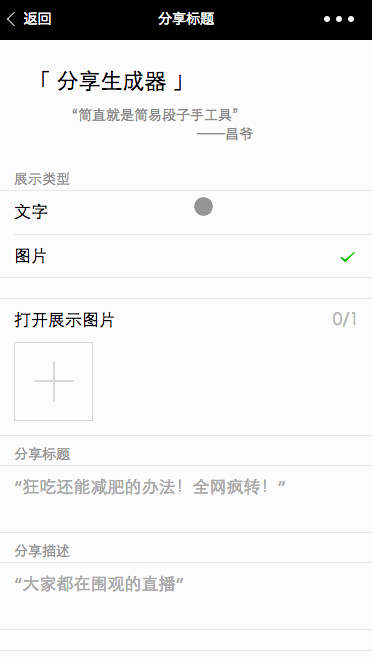 返回 分享标题
「 分享生成器 」
“简直就是简易段子手工具”
——昌爷
展示类型
文字
图片
打开展示图片 0/1
分享标题
“狂吃还能减肥的办法！全网疯转！”
分享描述
“大家都在围观的直播”